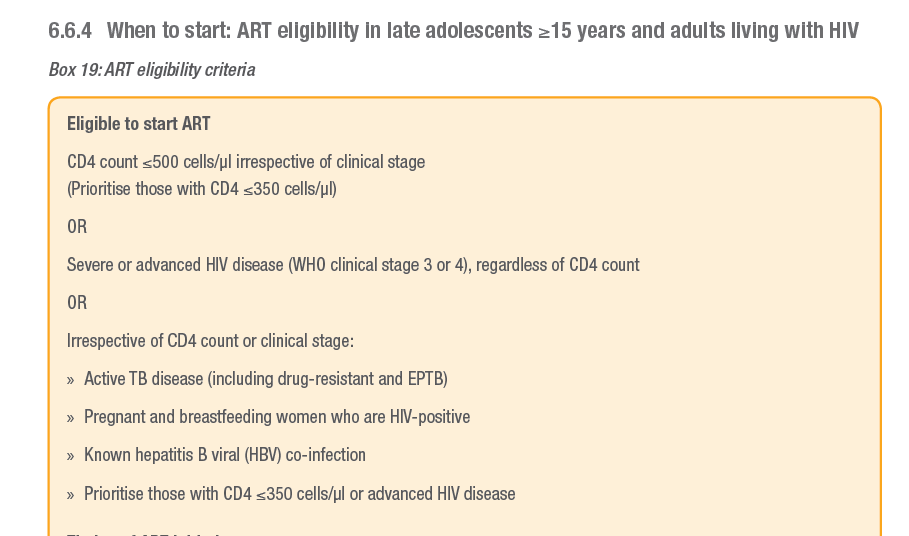 6.6.4 When to start: ART eligibility in late adolescents ≥15 years and adults living with HIV
Box 19: ART eligibility criteria
Eligible to start ART
CD4 count ≤500 cells/μl irrespective of clinical stage
(Prioritise those with CD4 ≤350 cells/μl)
OR
Severe or advanced HIV disease (WHO clinical stage 3 or 4), regardless of CD4 count
OR
Irrespective of CD4 count or clinical stage:
» Active TB disease (including drug-resistant and EPTB)
» Pregnant and breastfeeding women who are HIV-positive
» Known hepatitis B viral (HBV) co-infection
» Prioritise those with CD4 ≤350 cells/μl or advanced HIV disease